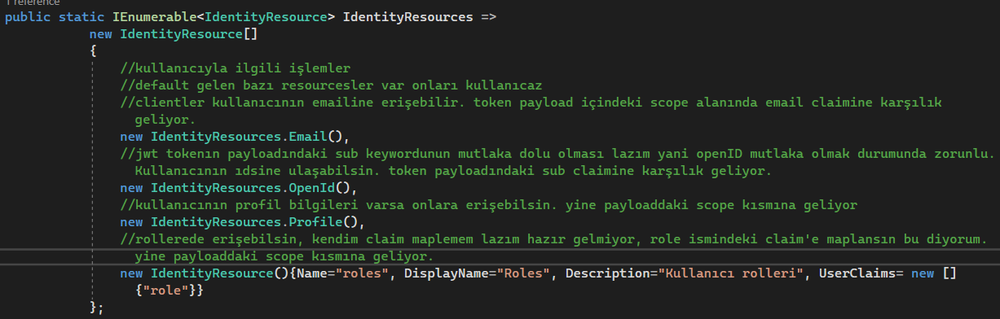 1 reference
public static IEnumerable<IdentityResource> IdentityResources =>
new IdentityResource[]
{
//kullanıcıyla ilgili işlemler
//default gelen bazı resourcesler var onları kullanıcaz
//clientler kullanıcının emailine erişebilir. token payload içindeki scope alanında email claimine karşılık
geliyor.
new IdentityResources.Email(),
//jwt tokenın payloadındaki sub keywordunun mutlaka dolu olması lazım yani openID mutlaka olmak durumunda zorunlu.
Kullanıcının ıdsine ulaşabilsin. token payloadındaki sub claimine karşılık geliyor.
new IdentityResources.OpenId(),
//kullanıcının profil bilgileri varsa onlara erişebilsin. yine payloaddaki scope kısmına geliyor
new IdentityResources.Profile(),
//rollerede erişebilsin, kendim claim maplemem lazım hazır gelmiyor, role ismindeki claim'e maplansın bu diyorum.
yine payloaddaki scope kısmına geliyor.
new IdentityResource(){Name="roles", DisplayName="Roles", Description="Kullanıcı rolleri", UserClaims= new []
{"role"}}
};